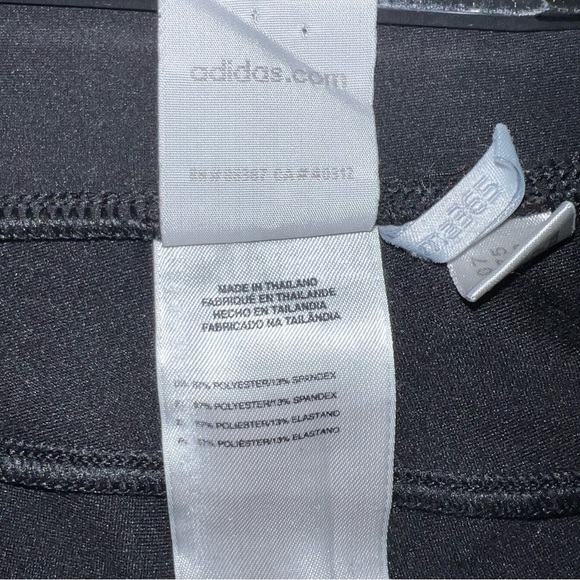 adidas.com
MADE IN THAILAND
FABRIQUÉ EN THAILANDE
HECHO EN TAILANDIA
FABRICADO NA TAILÂNDIA
87% POLYESTER/13% SPANDEX
87% POLYESTER/13% SPANDEX
87% POLIÉSTER/13% ELASTANO
87% POLIÉSTER/13% ELASTANO